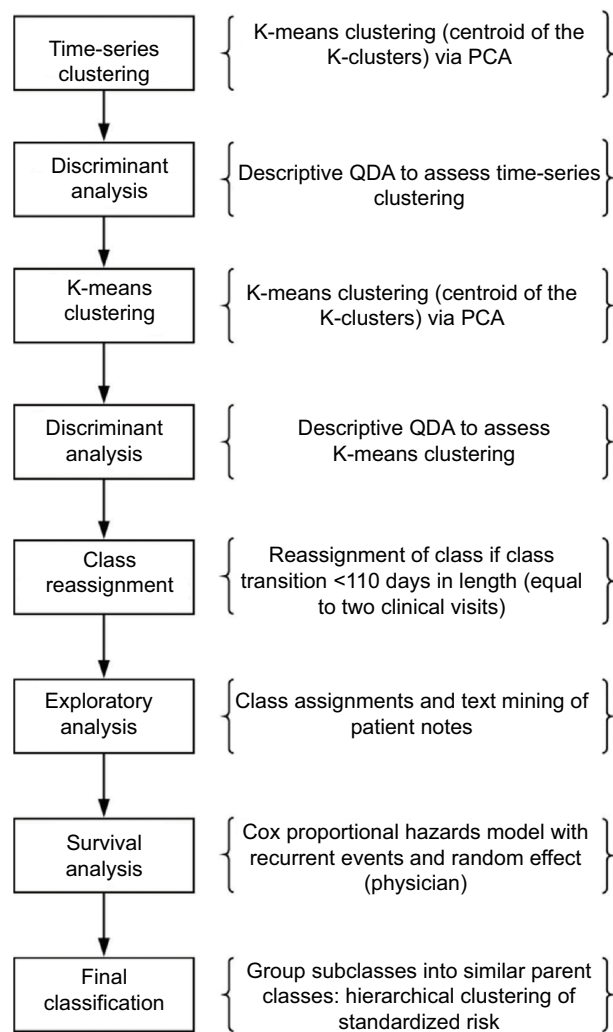 Time-series
clustering
K-means clustering (centroid of the
K-clusters) via PCA
Discriminant
analysis
Descriptive QDA to assess time-series
clustering
K-means
clustering
K-means clustering (centroid of the
K-clusters) via PCA
Discriminant
analysis
Descriptive QDA to assess
K-means clustering
Class
reassignment
Reassignment of class if class
transition <110 days in length (equal
to two clinical visits)
Exploratory
analysis
Class assignments and text mining of
patient notes
Survival
analysis
Cox proportional hazards model with
recurrent events and random effect
(physician)
Final
classification
Group subclasses into similar parent
classes: hierarchical clustering of
standardized risk